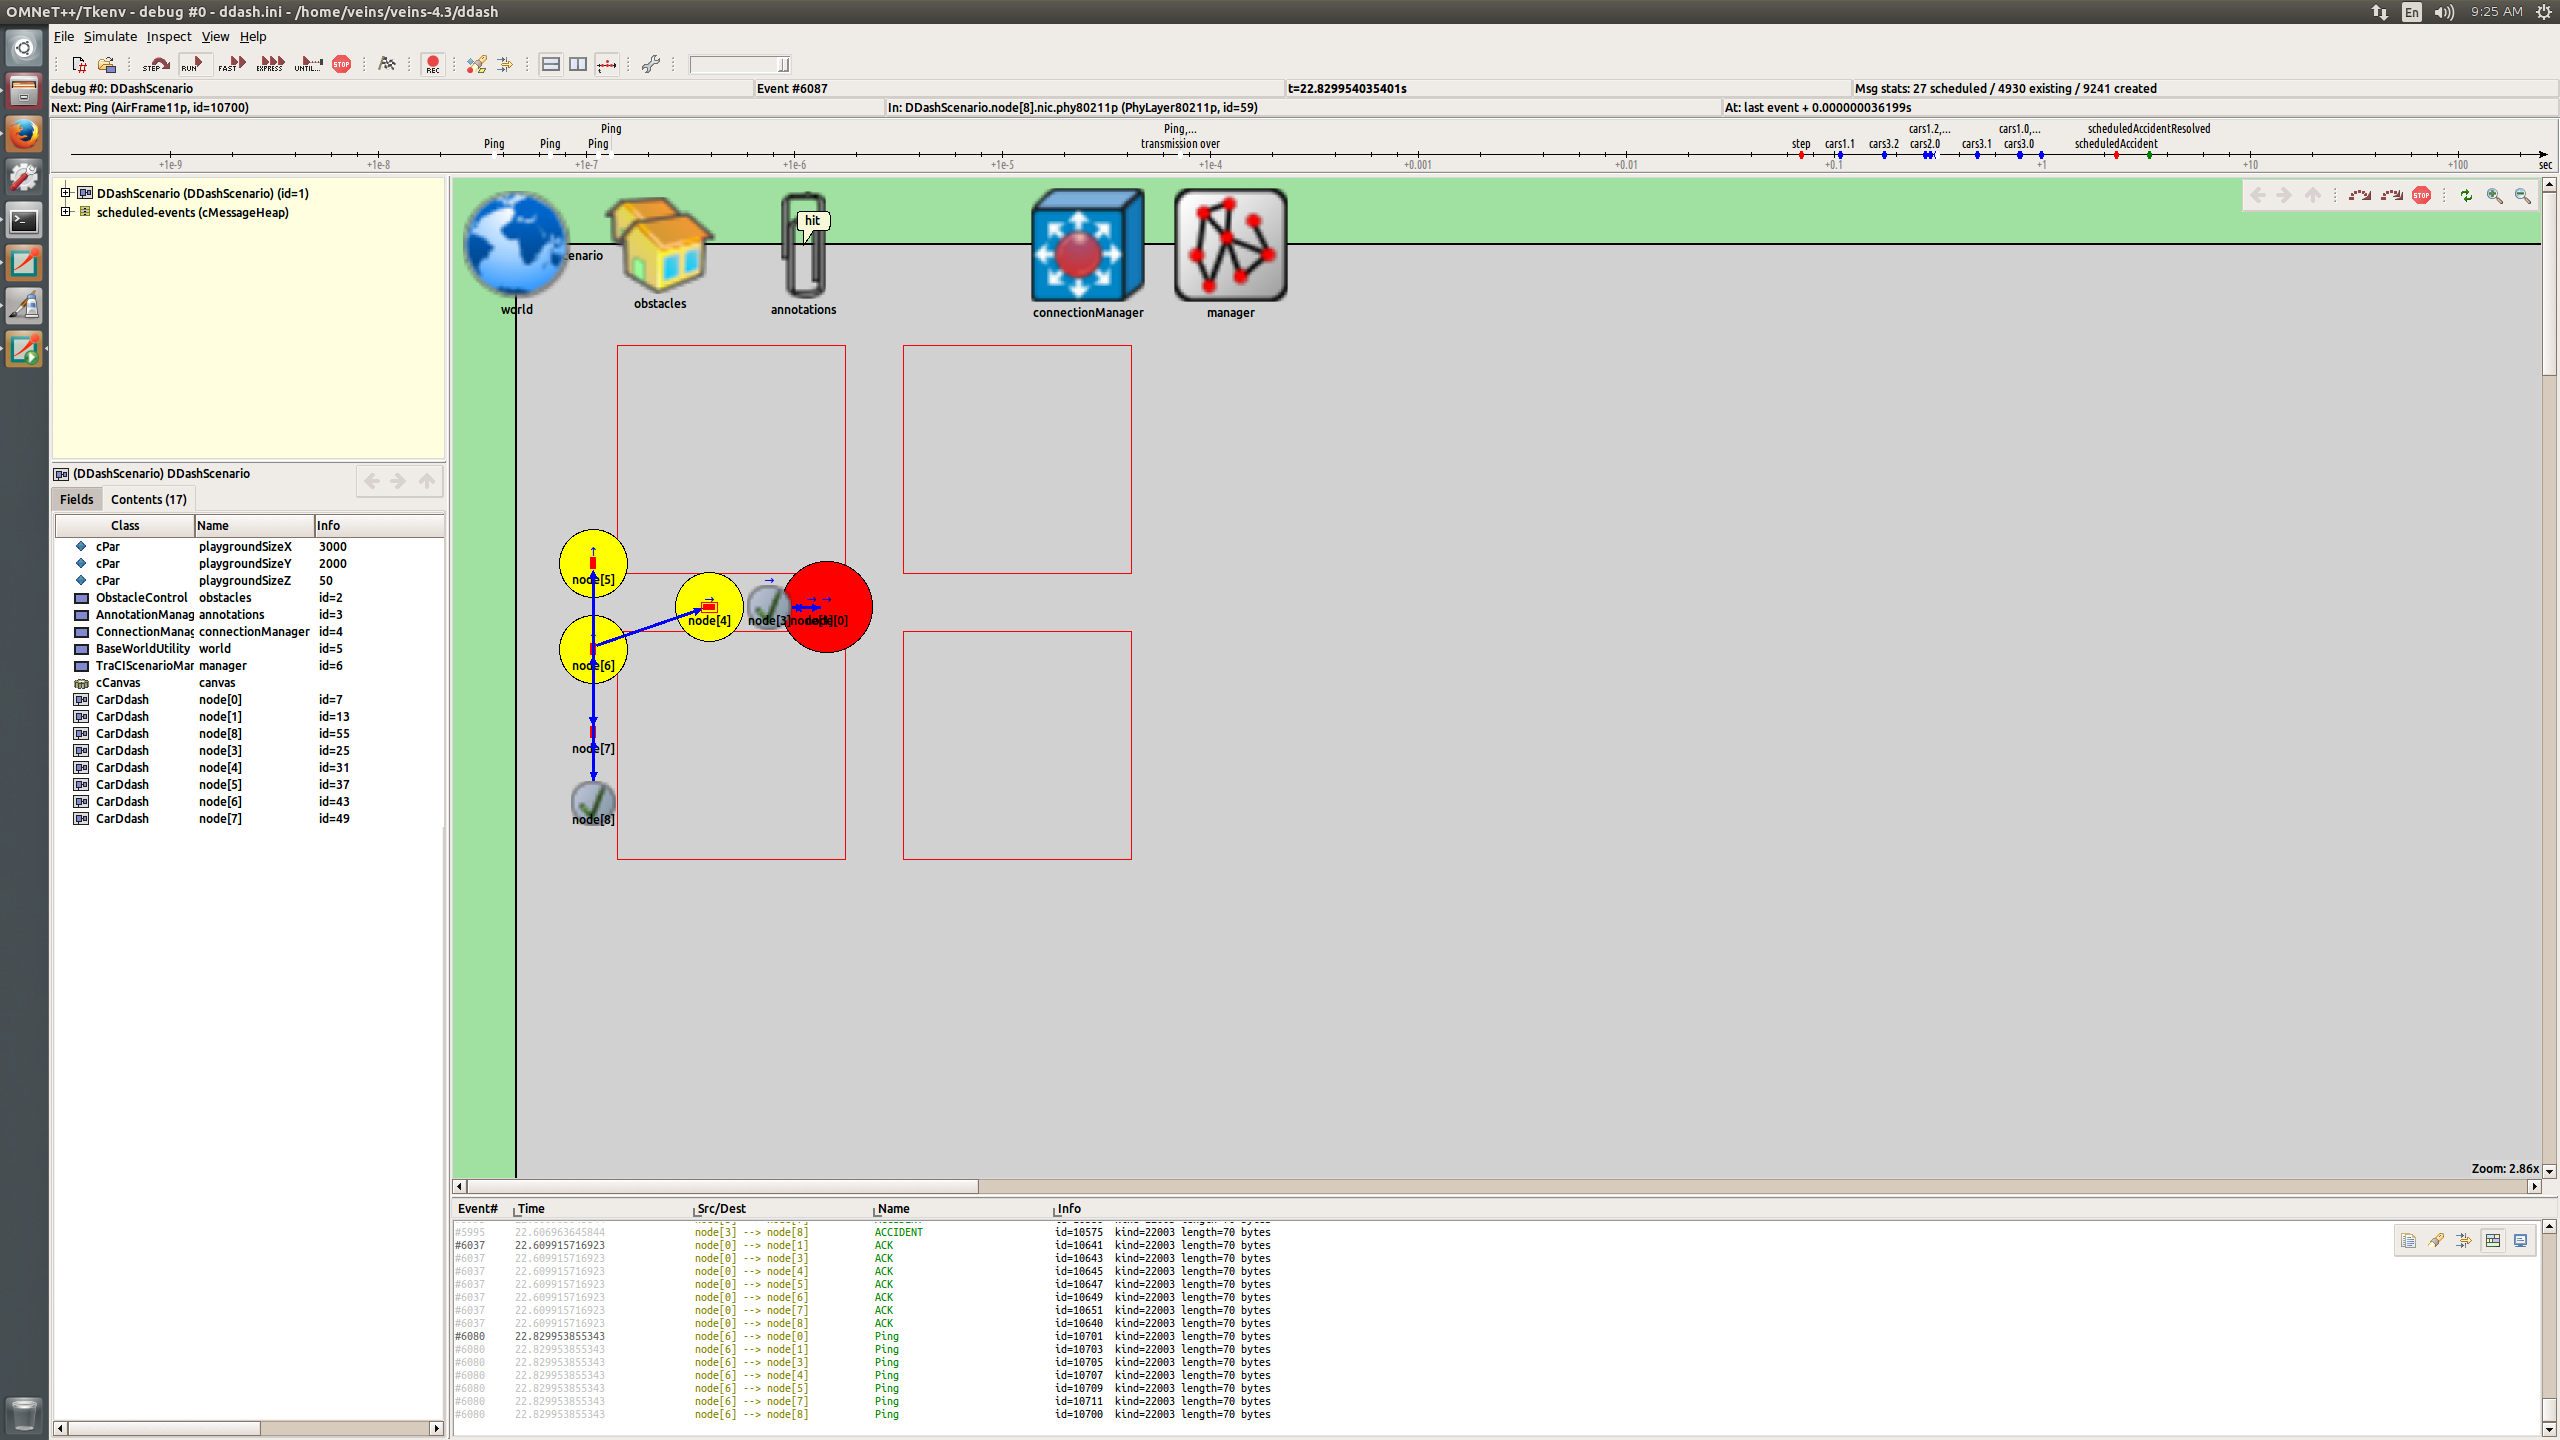 OMNeT++/Tkenv - debug #0 - ddash.ini - /home/veins/veins-4.3/ddash
En 9:25 AM
File Simulate Inspect View Help
STEP RUN FAST EXPRESS UNTIL... STOP REC
debug #0: DDashScenario Event #6087 t=22.829954035401s Msg stats: 27 scheduled / 4930 existing / 9241 created
Next: Ping (AirFrame11p, id=10700) In: DDashScenario.node[8].nic.phy80211p (PhyLayer80211p, id=59) At: last event + 0.000000036199s
Ping Ping,... cars1.2,... cars1.0,... scheduledAccidentResolved
Ping Ping Ping transmission over step cars1.1 cars3.2 cars2.0 cars3.1 cars3.0 scheduledAccident
+1e-9 +1e-8 +1e-7 +1e-6 +1e-5 +1e-4 +0.001 +0.01 +0.1 +1 +10 +100 sec
DDashScenario (DDashScenario) (id=1)
scheduled-events (cMessageHeap)
(DDashScenario) DDashScenario
Fields Contents (17)
Class Name Info
cPar playgroundSizeX 3000
cPar playgroundSizeY 2000
cPar playgroundSizeZ 50
ObstacleControl obstacles id=2
AnnotationManag annotations id=3
ConnectionManag connectionManager id=4
BaseWorldUtility world id=5
TraCIScenarioMar manager id=6
cCanvas canvas
CarDdash node[0] id=7
CarDdash node[1] id=13
CarDdash node[8] id=55
CarDdash node[3] id=25
CarDdash node[4] id=31
CarDdash node[5] id=37
CarDdash node[6] id=43
CarDdash node[7] id=49
hit
STOP
enario
world
obstacles
annotations
connectionManager
manager
node[5]
node[4]
node[3]
node[0]
node[6]
node[7]
node[8]
Zoom: 2.86x
Event# Time Src/Dest Name Info
#5995 22.606963645844 node[3] --> node[8] ACCIDENT id=10575 kind=22003 length=70 bytes
#6037 22.609915716923 node[0] --> node[1] ACK id=10641 kind=22003 length=70 bytes
#6037 22.609915716923 node[0] --> node[3] ACK id=10643 kind=22003 length=70 bytes
#6037 22.609915716923 node[0] --> node[4] ACK id=10645 kind=22003 length=70 bytes
#6037 22.609915716923 node[0] --> node[5] ACK id=10647 kind=22003 length=70 bytes
#6037 22.609915716923 node[0] --> node[6] ACK id=10649 kind=22003 length=70 bytes
#6037 22.609915716923 node[0] --> node[7] ACK id=10651 kind=22003 length=70 bytes
#6037 22.609915716923 node[0] --> node[8] ACK id=10640 kind=22003 length=70 bytes
#6080 22.829953855343 node[6] --> node[0] Ping id=10701 kind=22003 length=70 bytes
#6080 22.829953855343 node[6] --> node[1] Ping id=10703 kind=22003 length=70 bytes
#6080 22.829953855343 node[6] --> node[3] Ping id=10705 kind=22003 length=70 bytes
#6080 22.829953855343 node[6] --> node[4] Ping id=10707 kind=22003 length=70 bytes
#6080 22.829953855343 node[6] --> node[5] Ping id=10709 kind=22003 length=70 bytes
#6080 22.829953855343 node[6] --> node[7] Ping id=10711 kind=22003 length=70 bytes
#6080 22.829953855343 node[6] --> node[8] Ping id=10700 kind=22003 length=70 bytes